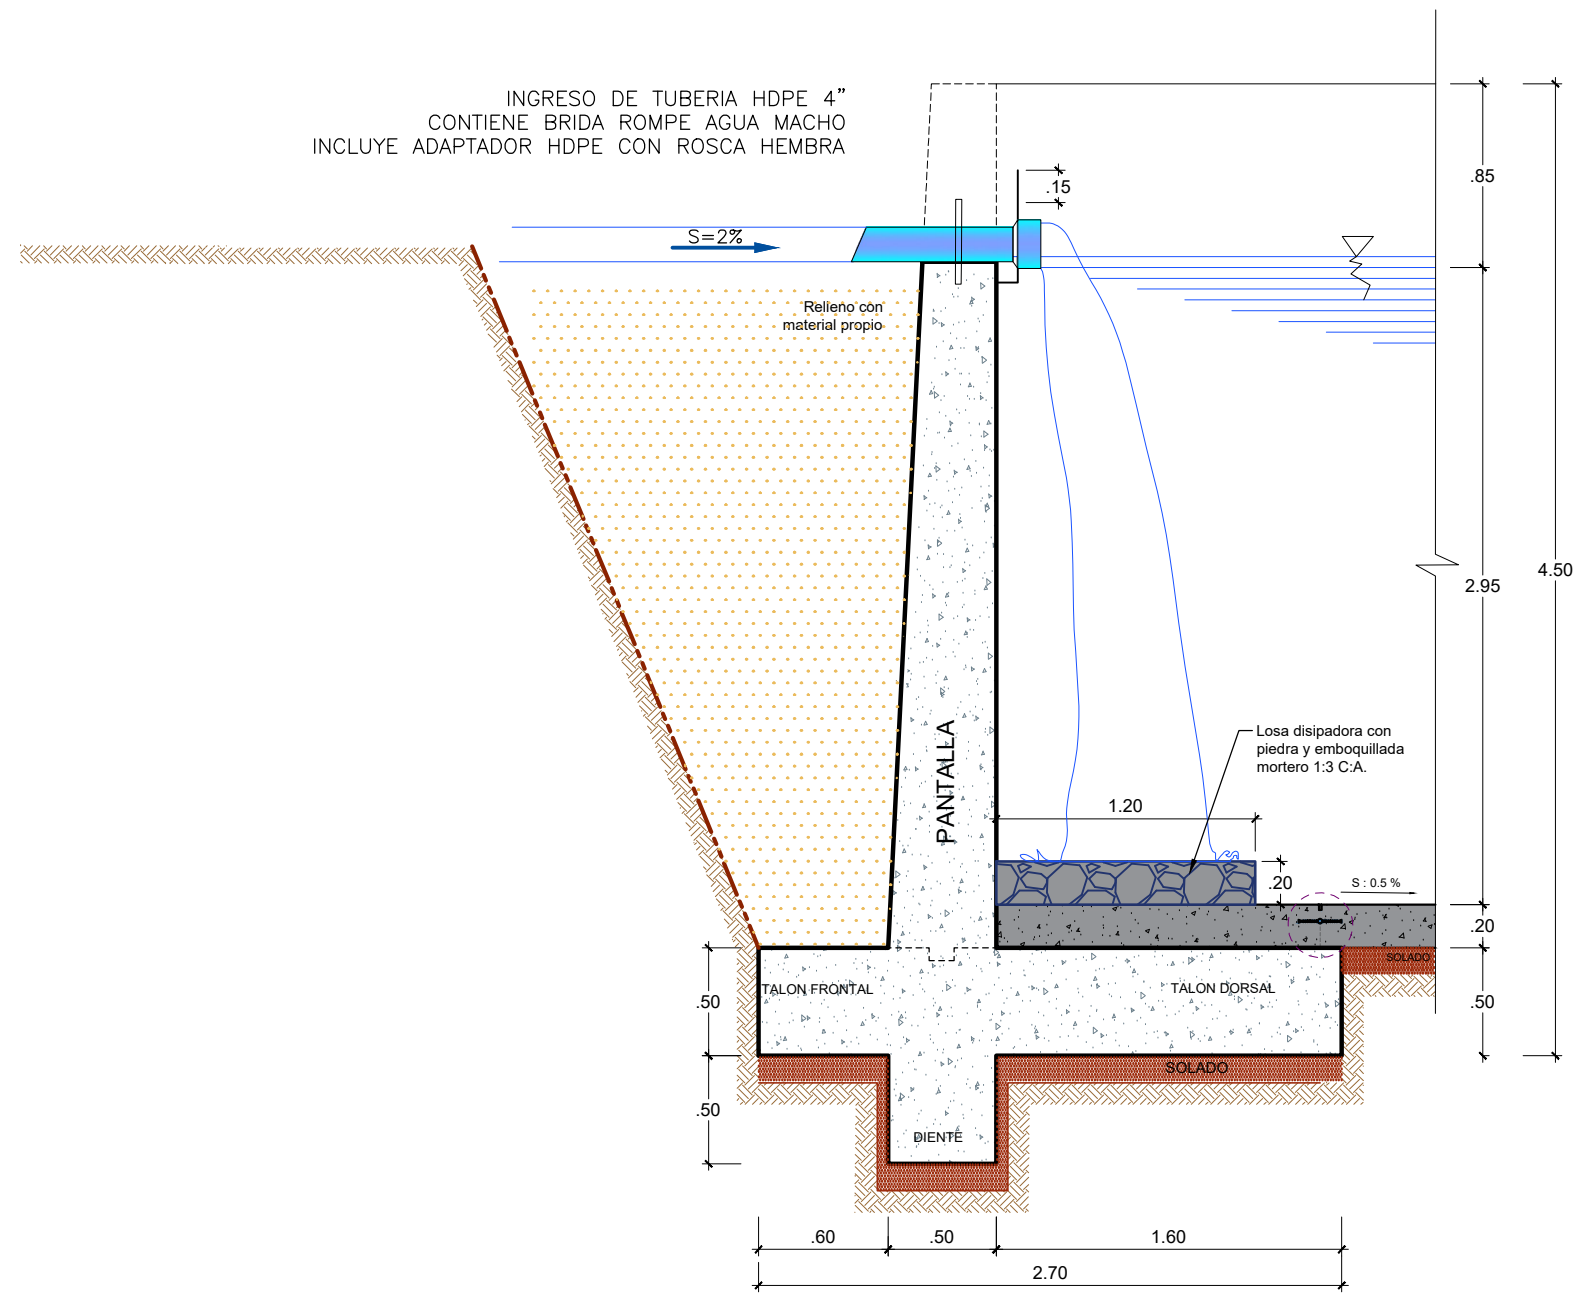 INGRESO DE TUBERIA HDPE 4”
CONTIENE BRIDA ROMPE AGUA MACHO
INCLUYE ADAPTADOR HDPE CON ROSCA HEMBRA
.15
.85
S=2%
Relleno con
material propio
4.50
2.95
PANTALLA
Losa disipadora con
piedra y emboquillada
mortero 1:3 C:A.
1.20
.20
S : 0.5 %
.20
SOLADO
TALON FRONTAL
TALON DORSAL
.50
.50
SOLADO
.50
DIENTE
.60
.50
1.60
2.70